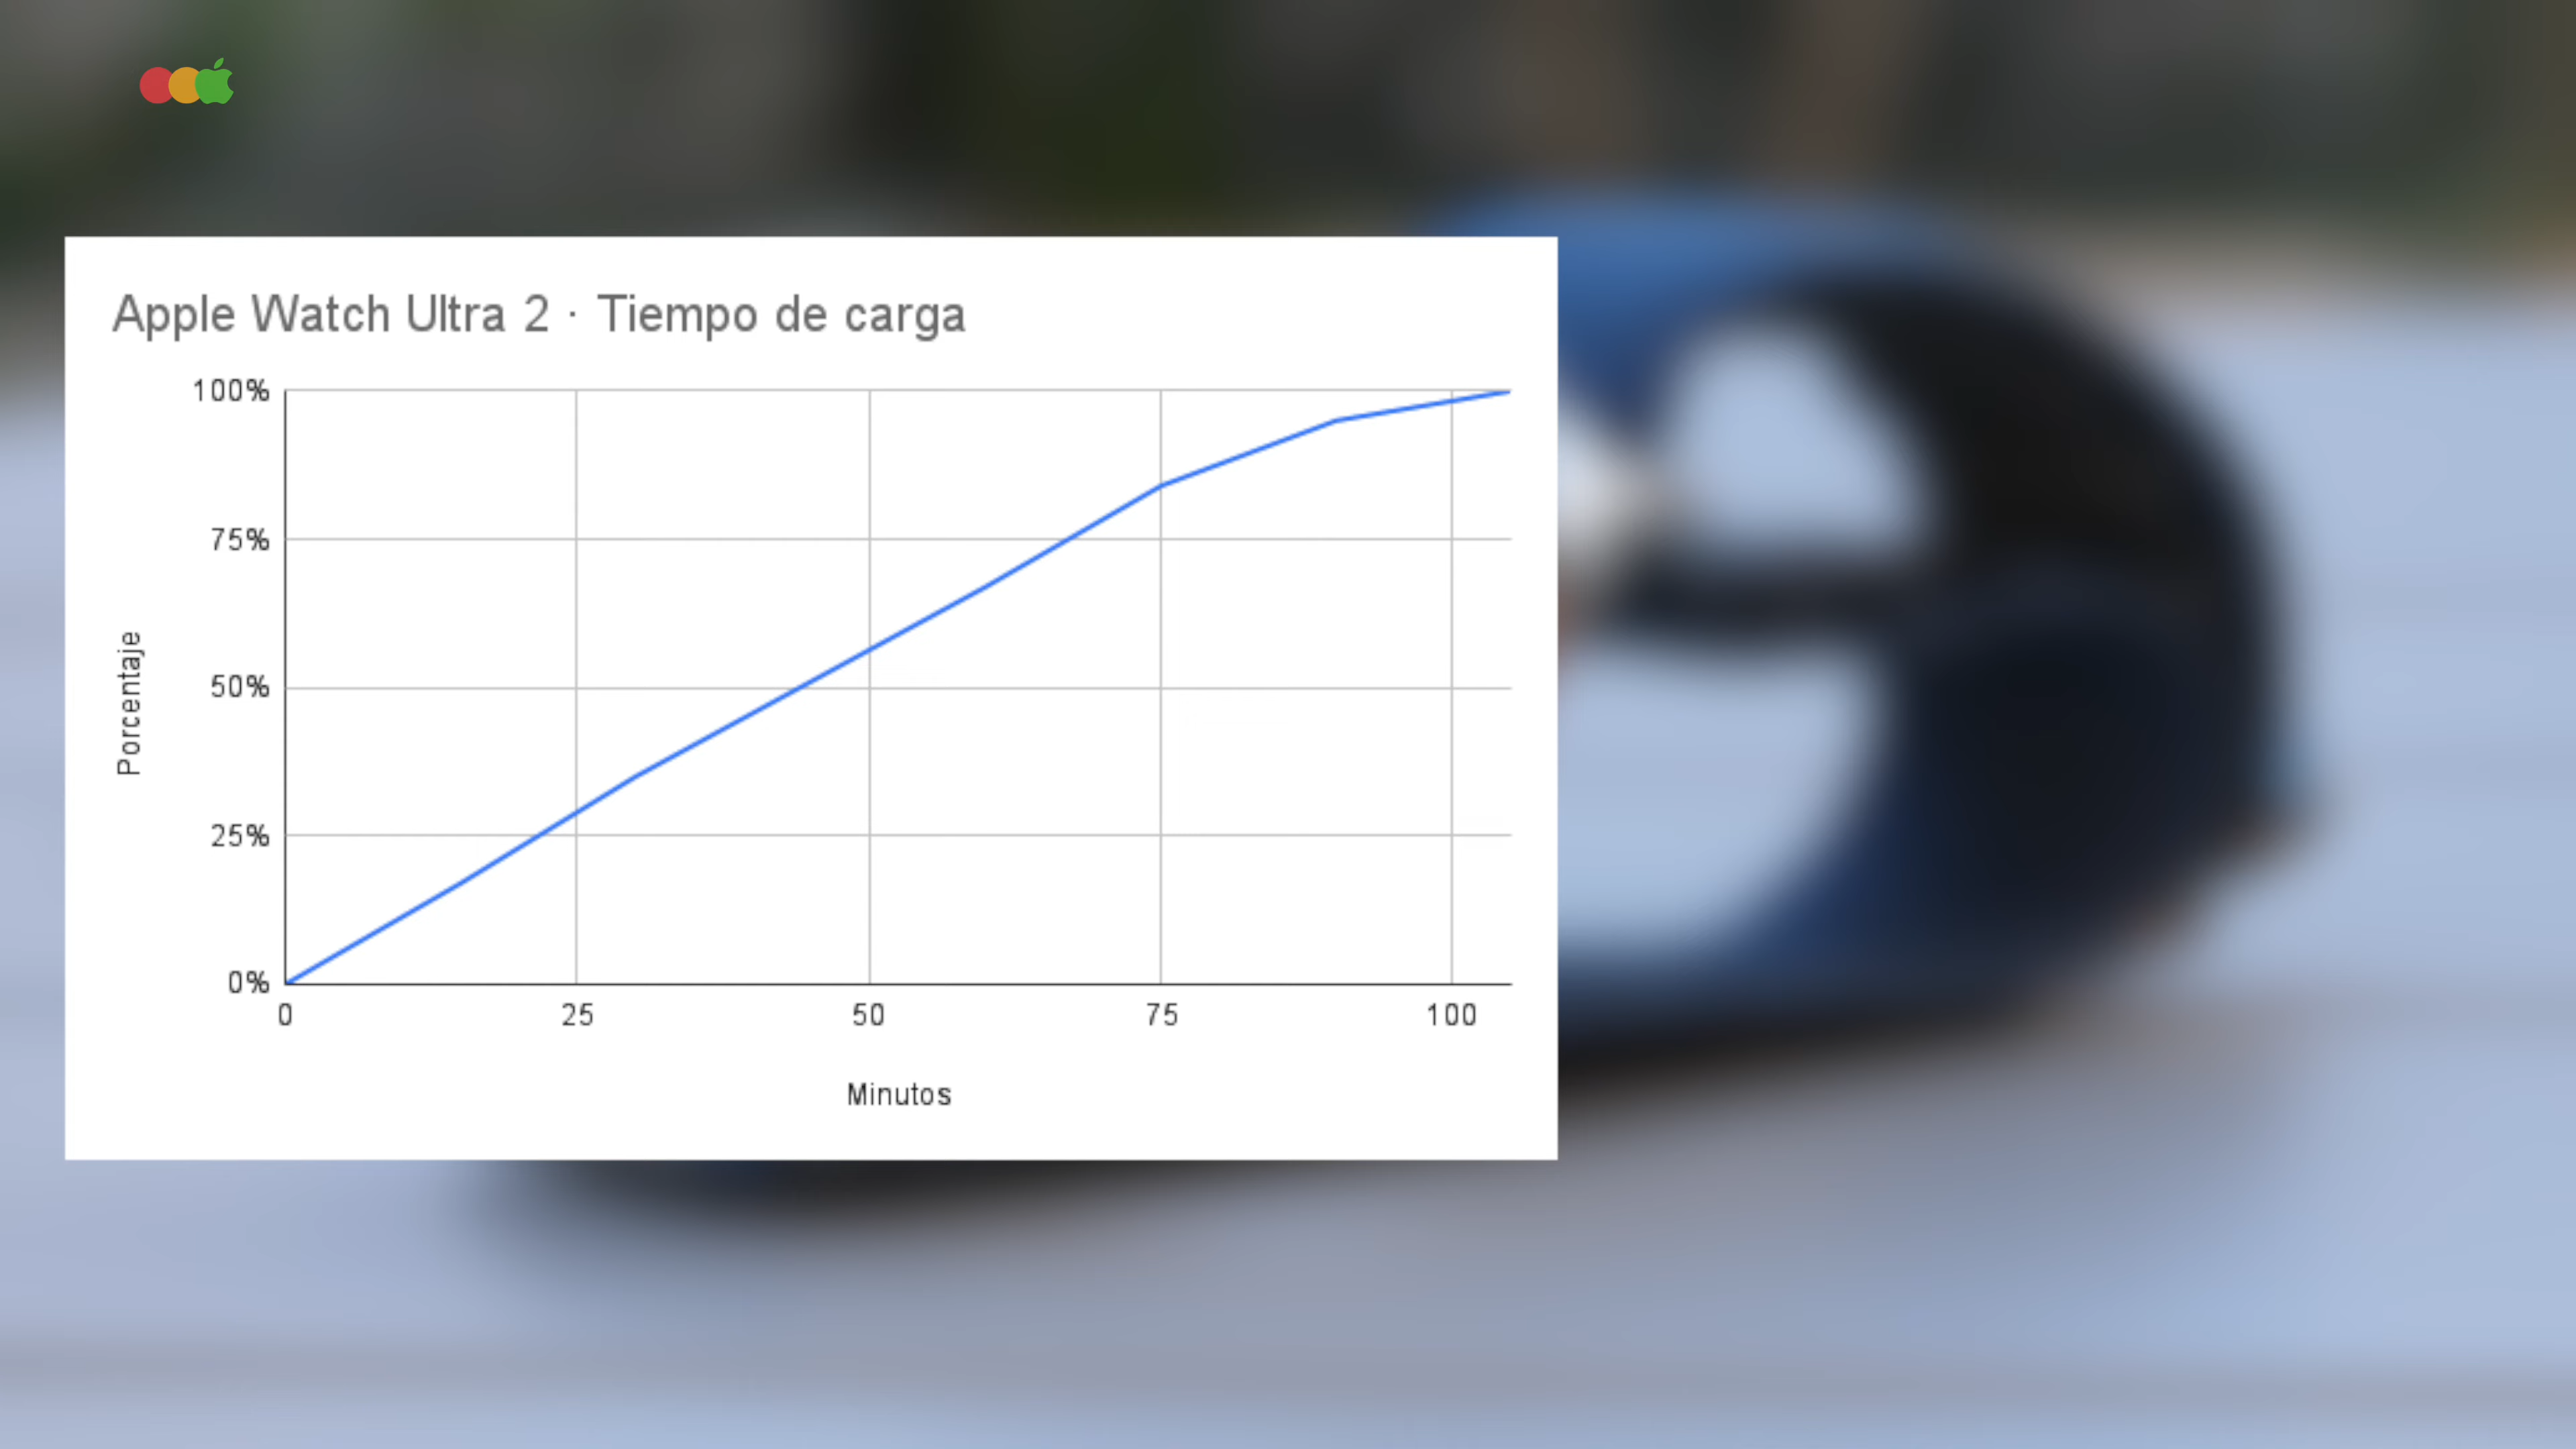 Apple Watch Ultra 2 · Tiempo de carga
100%
75%
50%
25%
0%
Porcentaje
0 25 50 75 100
Minutos